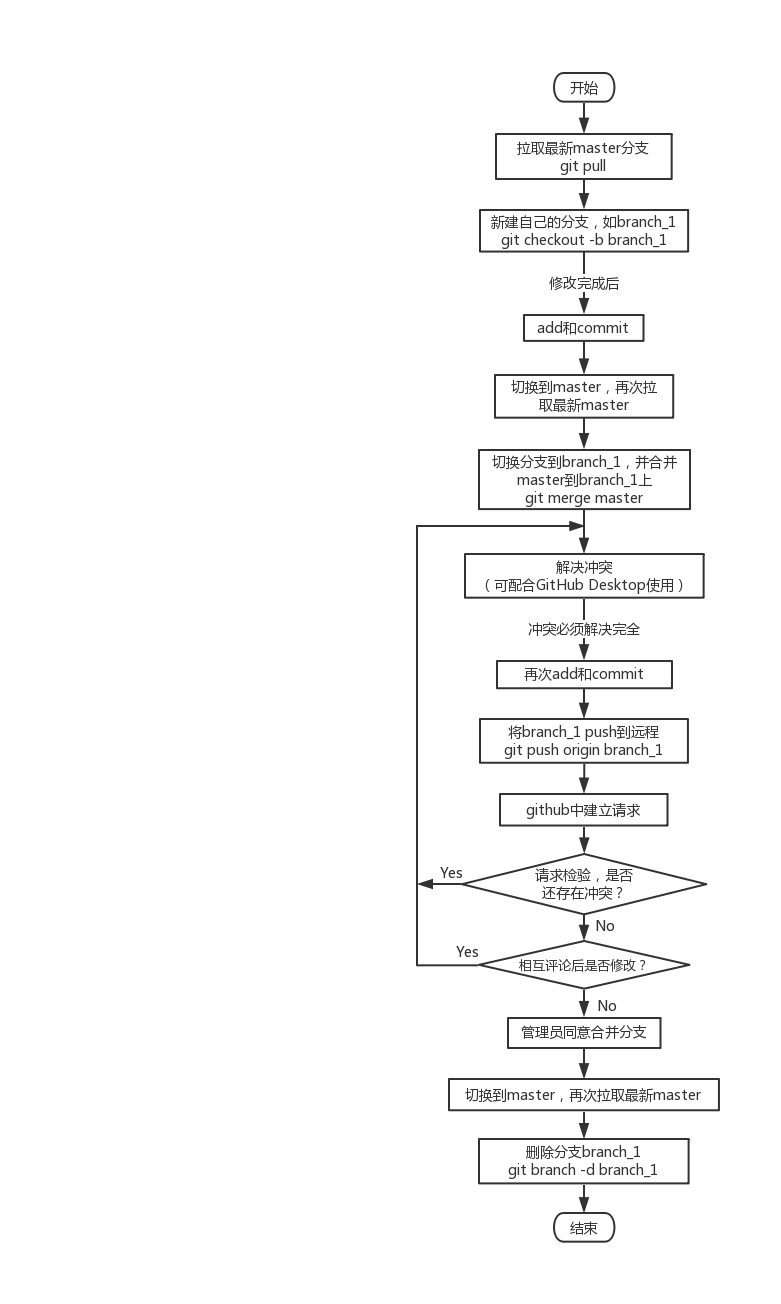 开始
拉取最新master分支
git pull
新建自己的分支，如branch_1
git checkout -b branch_1
修改完成后
add和commit
切换到master，再次拉
取最新master
切换分支到branch_1，并合并
master到branch_1上
git merge master
解决冲突
（可配合GitHub Desktop使用）
冲突必须解决完全
再次add和commit
将branch_1 push到远程
git push origin branch_1
github中建立请求
Yes
请求检验，是否
还存在冲突？
No
Yes
相互评论后是否修改？
No
管理员同意合并分支
切换到master，再次拉取最新master
删除分支branch_1
git branch -d branch_1
结束